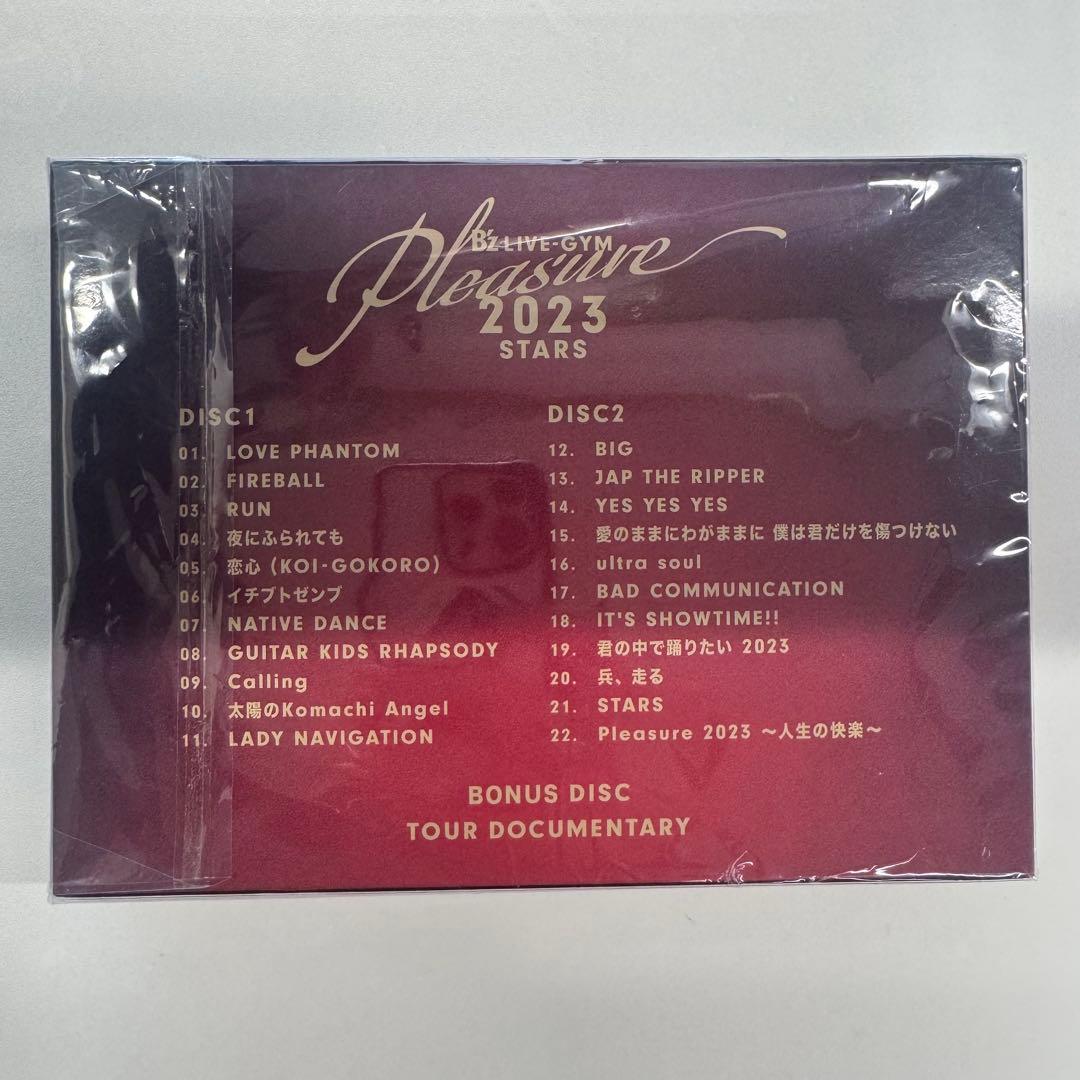 B'z LIVE-GYM
Pleasure
2023
STARS
DISC1
01. LOVE PHANTOM
02. FIREBALL
03. RUN
04. 夜にふられても
05. 恋心 (KOI-GOKORO)
06. イチブトゼンブ
07. NATIVE DANCE
08. GUITAR KIDS RHAPSODY
09. Calling
10. 太陽のKomachi Angel
11. LADY NAVIGATION
DISC2
12. BIG
13. JAP THE RIPPER
14. YES YES YES
15. 愛のままにわがままに 僕は君だけを傷つけない
16. ultra soul
17. BAD COMMUNICATION
18. IT'S SHOWTIME!!
19. 君の中で踊りたい 2023
20. 兵、走る
21. STARS
22. Pleasure 2023 〜人生の快楽〜
BONUS DISC
TOUR DOCUMENTARY